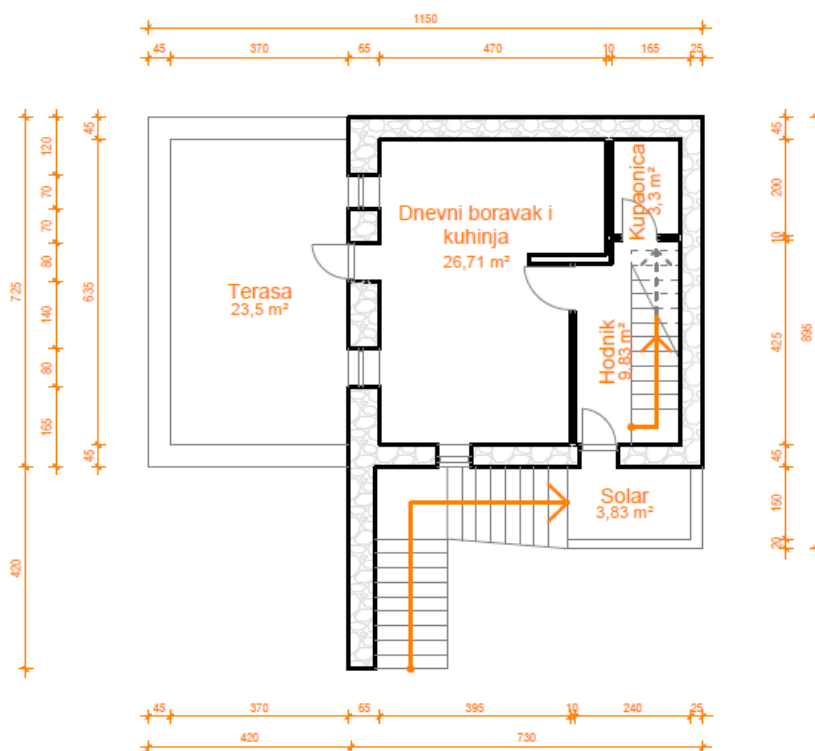 1150
45 370 65 470 10 165 25
725
420
45
635
45
120
70
70
80
140
80
165
Dnevni boravak i
kuhinja
26,71 m²
Kupaonica
3,3 m²
Terasa
23,5 m²
Hodnik
9,83 m²
Solar
3,83 m²
45
200
10
425
45
150
20
895
45 370 65 395 10 240 25
420 730